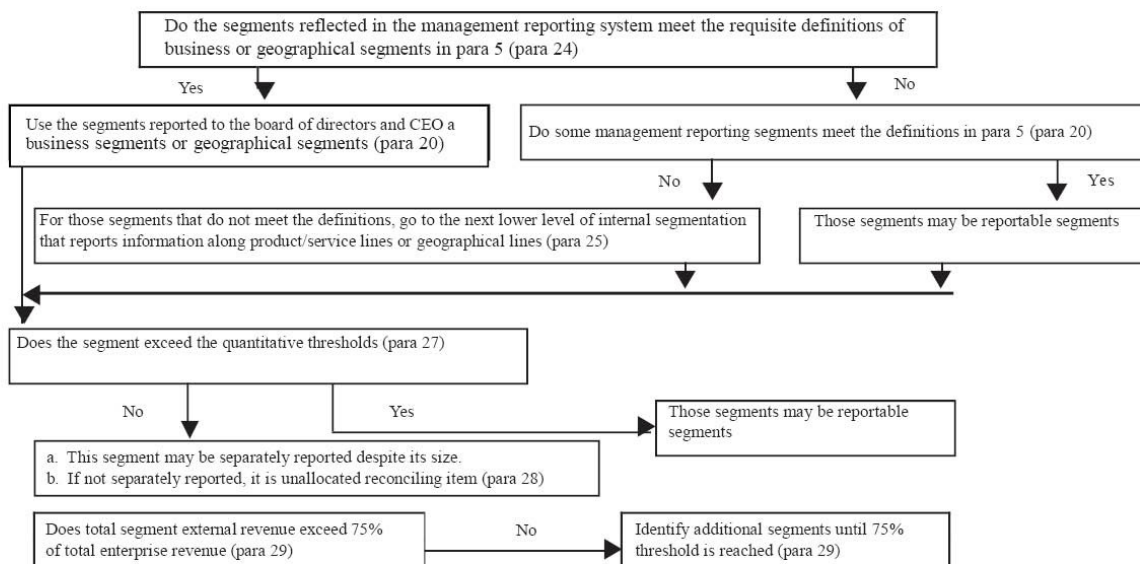 Do the segments reflected in the management reporting system meet the requisite definitions of
business or geographical segments in para 5 (para 24)
Yes
No
Use the segments reported to the board of directors and CEO a
business segments or geographical segments (para 20)
Do some management reporting segments meet the definitions in para 5 (para 20)
No
Yes
For those segments that do not meet the definitions, go to the next lower level of internal segmentation
that reports information along product/service lines or geographical lines (para 25)
Those segments may be reportable segments
Does the segment exceed the quantitative thresholds (para 27)
No
Yes
Those segments may be reportable
segments
a. This segment may be separately reported despite its size.
b. If not separately reported, it is unallocated reconciling item (para 28)
Does total segment external revenue exceed 75%
of total enterprise revenue (para 29)
No
Identify additional segments until 75%
threshold is reached (para 29)